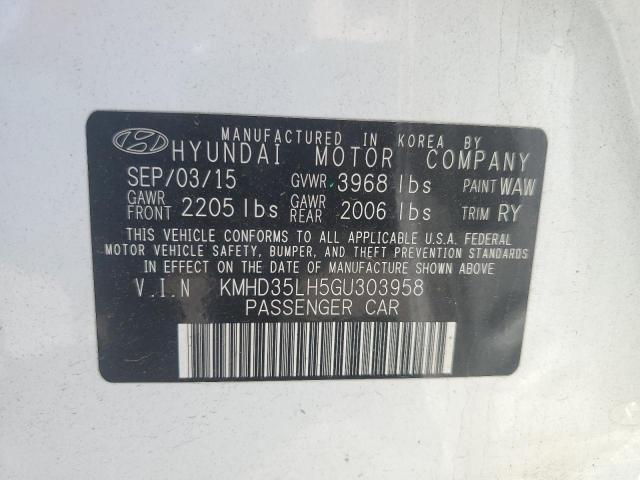 MANUFACTURED IN KOREA BY
HYUNDAI MOTOR COMPANY
SEP/03/15 GVWR 3968 lbs PAINT WAW
GAWR FRONT 2205 lbs GAWR REAR 2006 lbs TRIM RY
THIS VEHICLE CONFORMS TO ALL APPLICABLE U.S.A. FEDERAL
MOTOR VEHICLE SAFETY, BUMPER, AND THEFT PREVENTION
STANDARDS IN EFFECT ON THE DATE OF MANUFACTURE SHOWN ABOVE
V.I.N KMHD35LH5GU303958
PASSENGER CAR